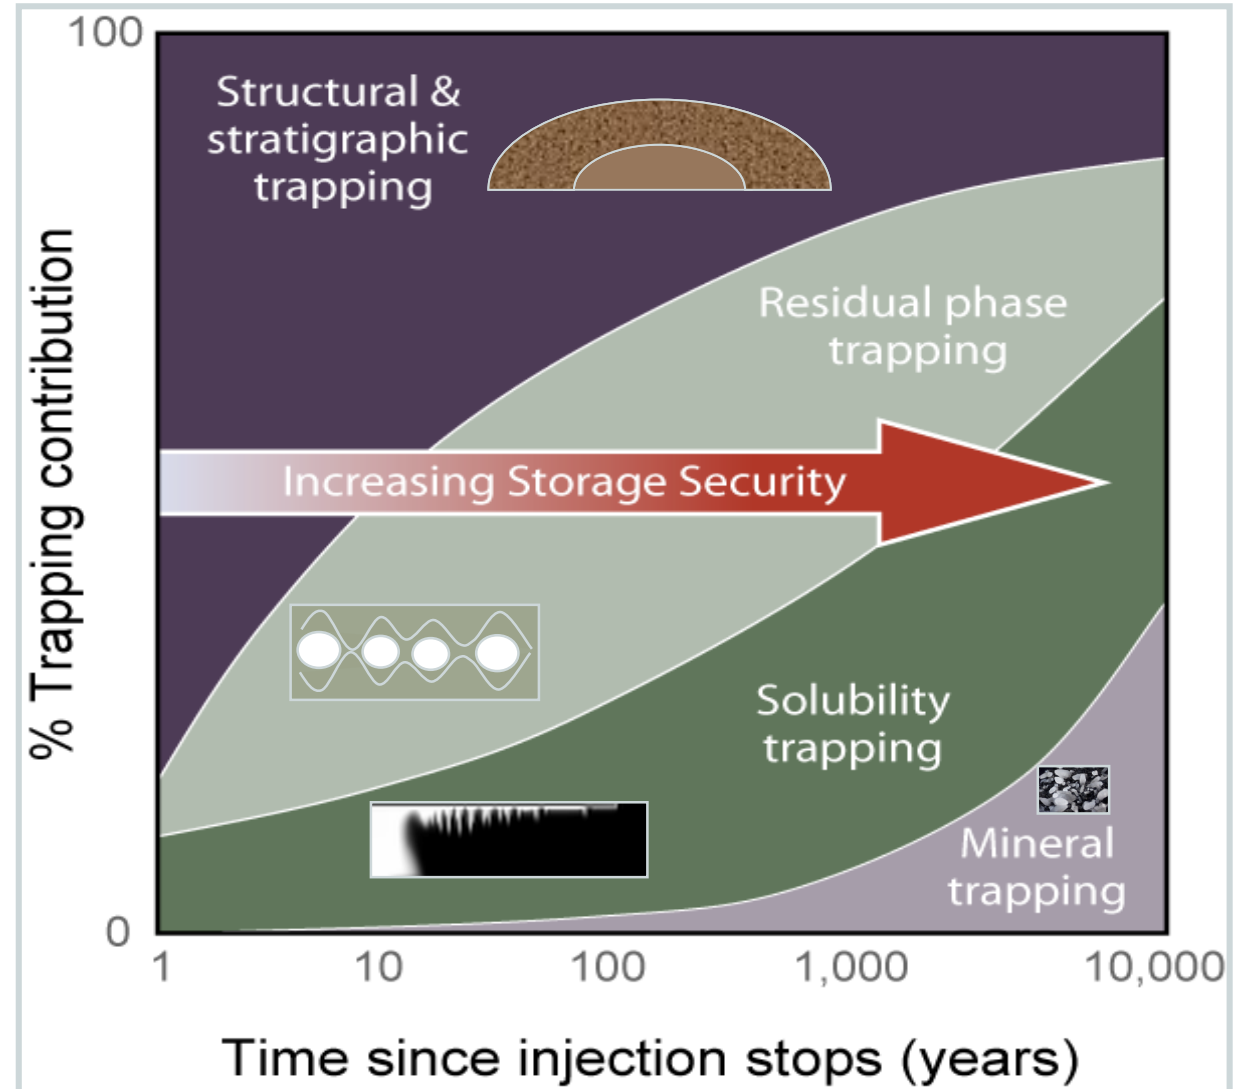 100
Structural &
stratigraphic
trapping
Residual phase
trapping
Increasing Storage Security
Solubility
trapping
Mineral
trapping
% Trapping contribution
0
1 10 100 1,000 10,000
Time since injection stops (years)